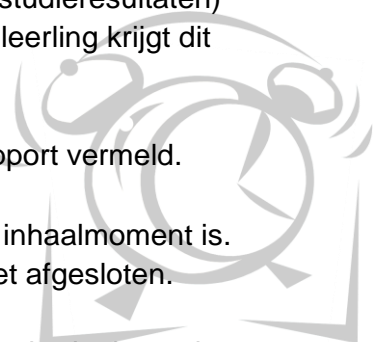 studieresultaten)
leerling krijgt dit
pport vermeld.
inhaalmoment is.
et afgesloten.